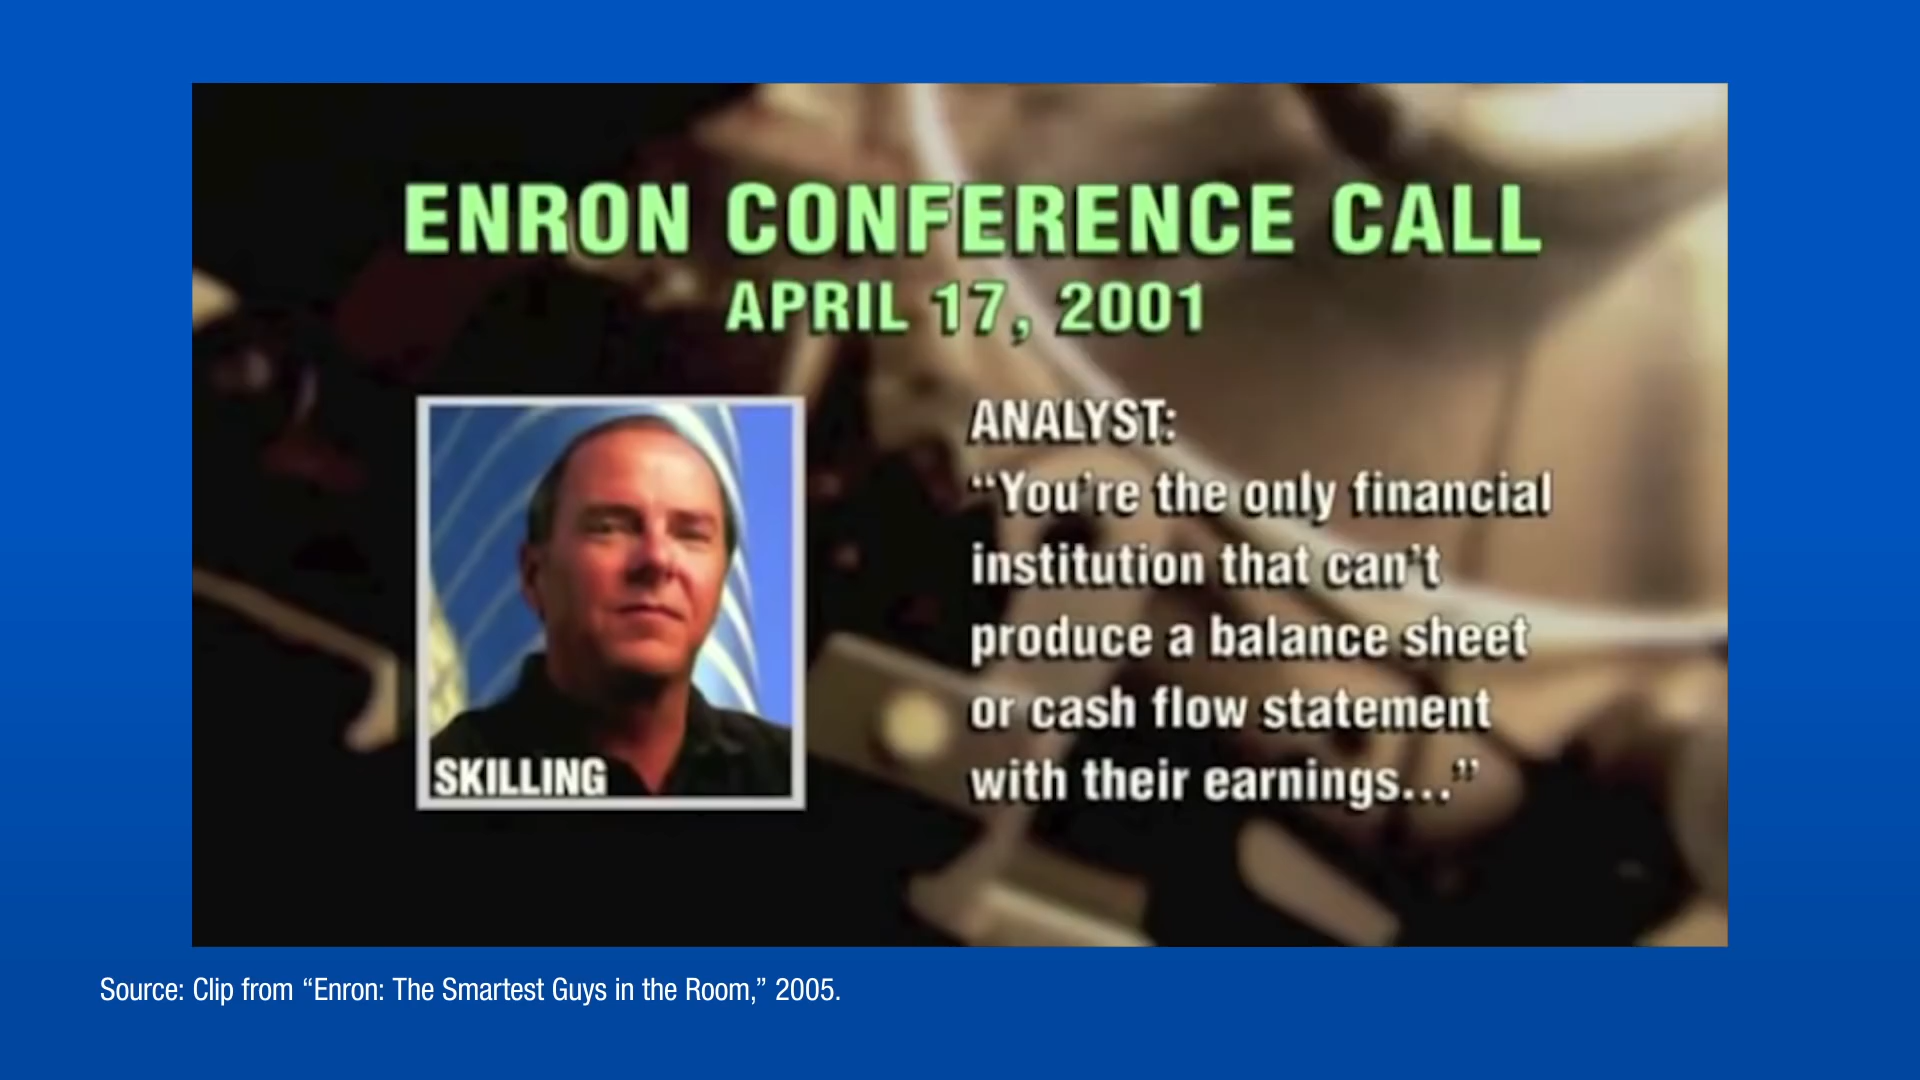 ENRON CONFERENCE CALL
APRIL 17, 2001
SKILLING
ANALYST:
“You’re the only financial
institution that can’t
produce a balance sheet
or cash flow statement
with their earnings...”
Source: Clip from “Enron: The Smartest Guys in the Room,” 2005.